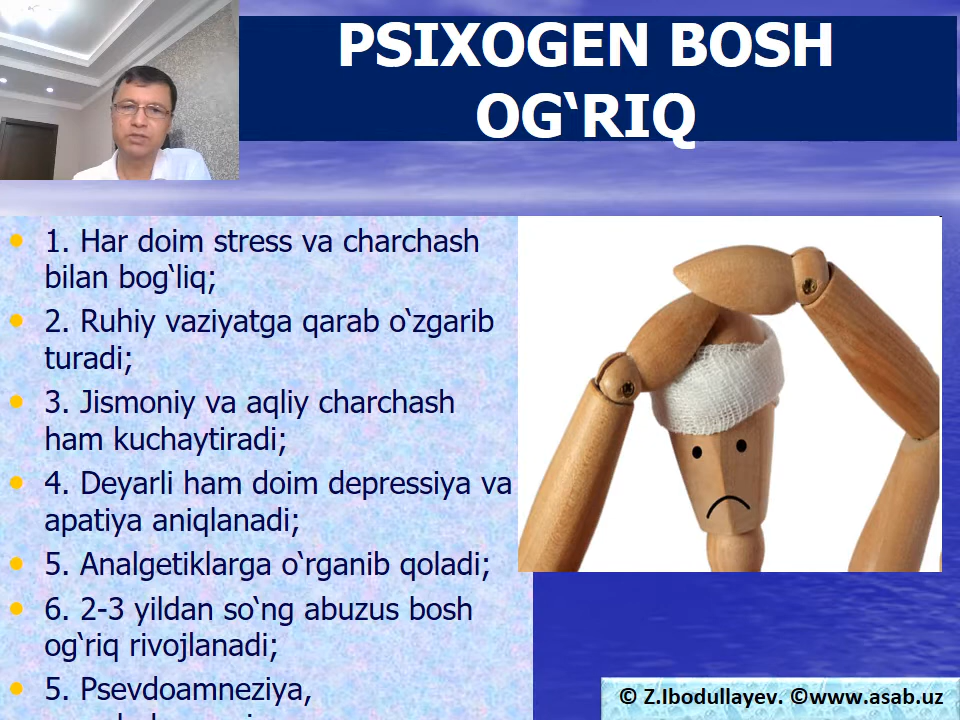 PSIXOGEN BOSH
OG‘RIQ
1. Har doim stress va charchash
bilan bog‘liq;
2. Ruhiy vaziyatga qarab o‘zgarib
turadi;
3. Jismoniy va aqliy charchash
ham kuchaytiradi;
4. Deyarli ham doim depressiya va
apatiya aniqlanadi;
5. Analgetiklarga o‘rganib qoladi;
6. 2-3 yildan so‘ng abuzus bosh
og‘riq rivojlanadi;
5. Psevdoamneziya,
© Z.Ibodullayev. ©www.asab.uz